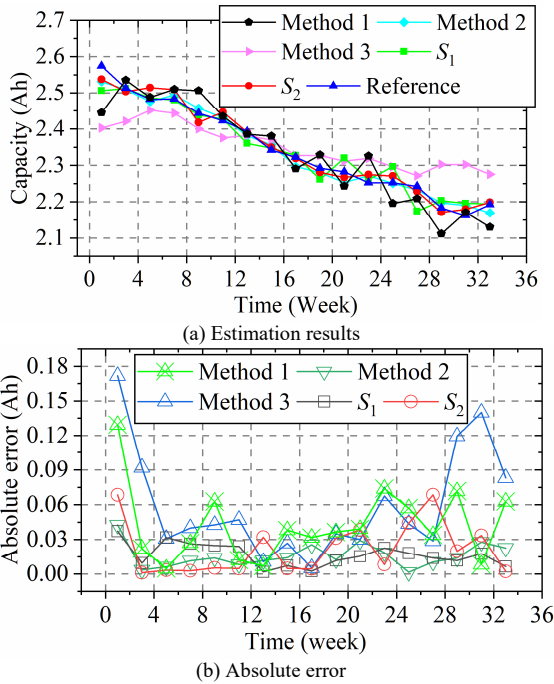 2.7
2.6
2.5
2.4
2.3
2.2
2.1
Capacity (Ah)
Method 1 Method 2
Method 3 S₁
S₂ Reference
0 4 8 12 16 20 24 28 32 36
Time (Week)
(a) Estimation results
0.18
0.15
0.12
0.09
0.06
0.03
0.00
Absolute error (Ah)
Method 1 Method 2
Method 3 S₁ S₂
0 4 8 12 16 20 24 28 32 36
Time (week)
(b) Absolute error